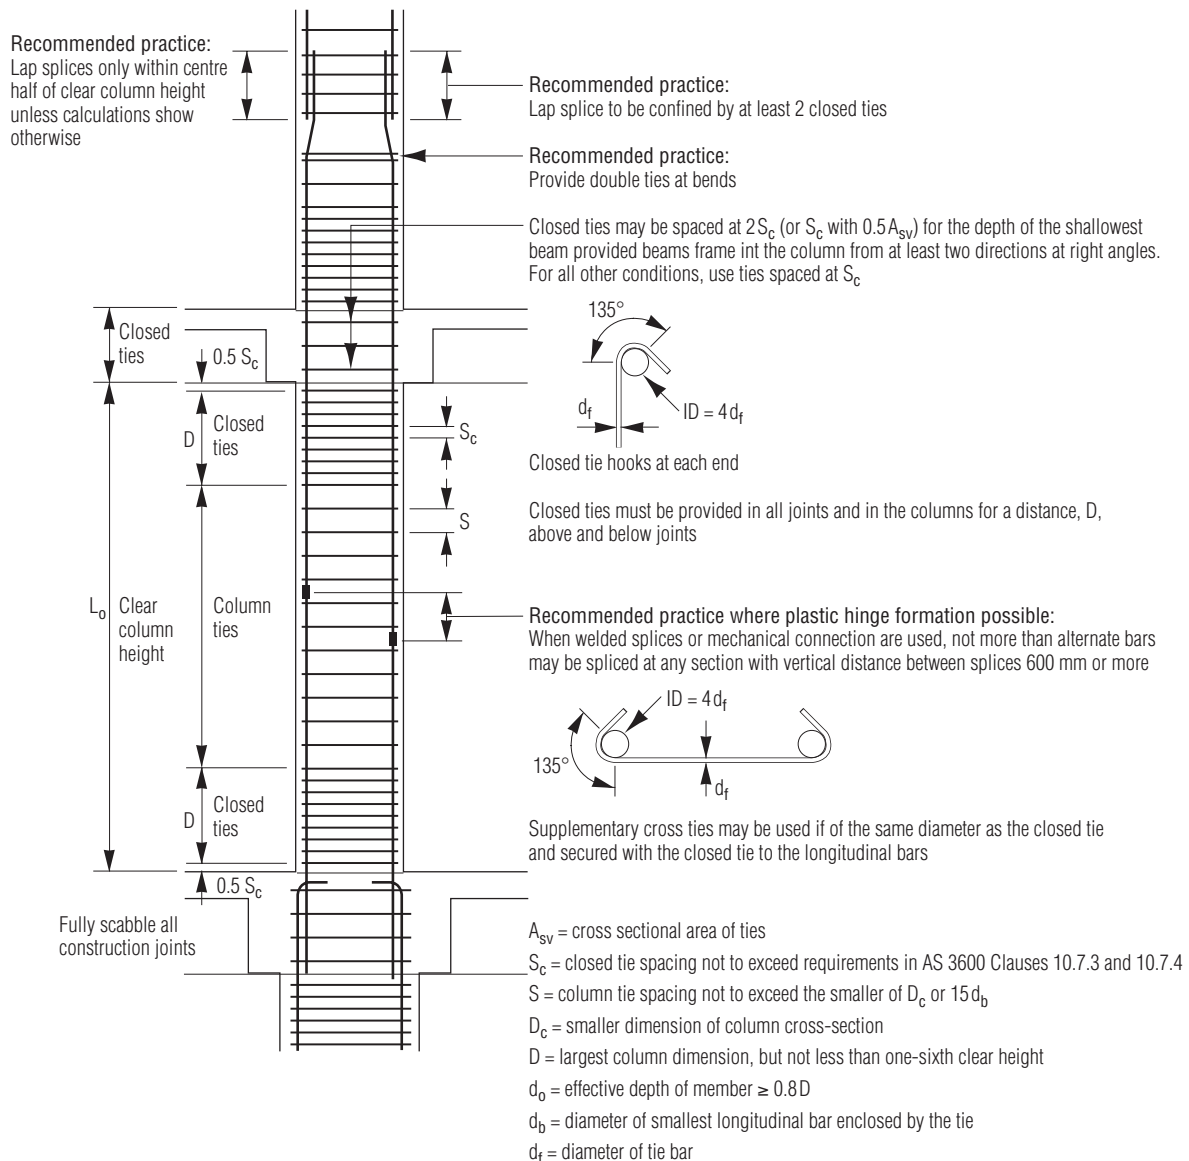 Recommended practice:
Lap splices only within centre
half of clear column height
unless calculations show
otherwise
Recommended practice:
Lap splice to be confined by at least 2 closed ties
Recommended practice:
Provide double ties at bends
Closed ties may be spaced at 2Sc (or Sc with 0.5Asv) for the depth of the shallowest
beam provided beams frame int the column from at least two directions at right angles.
For all other conditions, use ties spaced at Sc
Closed
ties
0.5 Sc
D
Closed
ties
Sc
S
135°
df
ID = 4df
Closed tie hooks at each end
Closed ties must be provided in all joints and in the columns for a distance, D,
above and below joints
Lo
Clear
column
height
Column
ties
Recommended practice where plastic hinge formation possible:
When welded splices or mechanical connection are used, not more than alternate bars
may be spliced at any section with vertical distance between splices 600 mm or more
ID = 4df
135°
df
D
Closed
ties
Supplementary cross ties may be used if of the same diameter as the closed tie
and secured with the closed tie to the longitudinal bars
0.5 Sc
Fully scabble all
construction joints
Asv = cross sectional area of ties
Sc = closed tie spacing not to exceed requirements in AS 3600 Clauses 10.7.3 and 10.7.4
S = column tie spacing not to exceed the smaller of Dc or 15db
Dc = smaller dimension of column cross-section
D = largest column dimension, but not less than one-sixth clear height
do = effective depth of member ≥ 0.8D
db = diameter of smallest longitudinal bar enclosed by the tie
df = diameter of tie bar